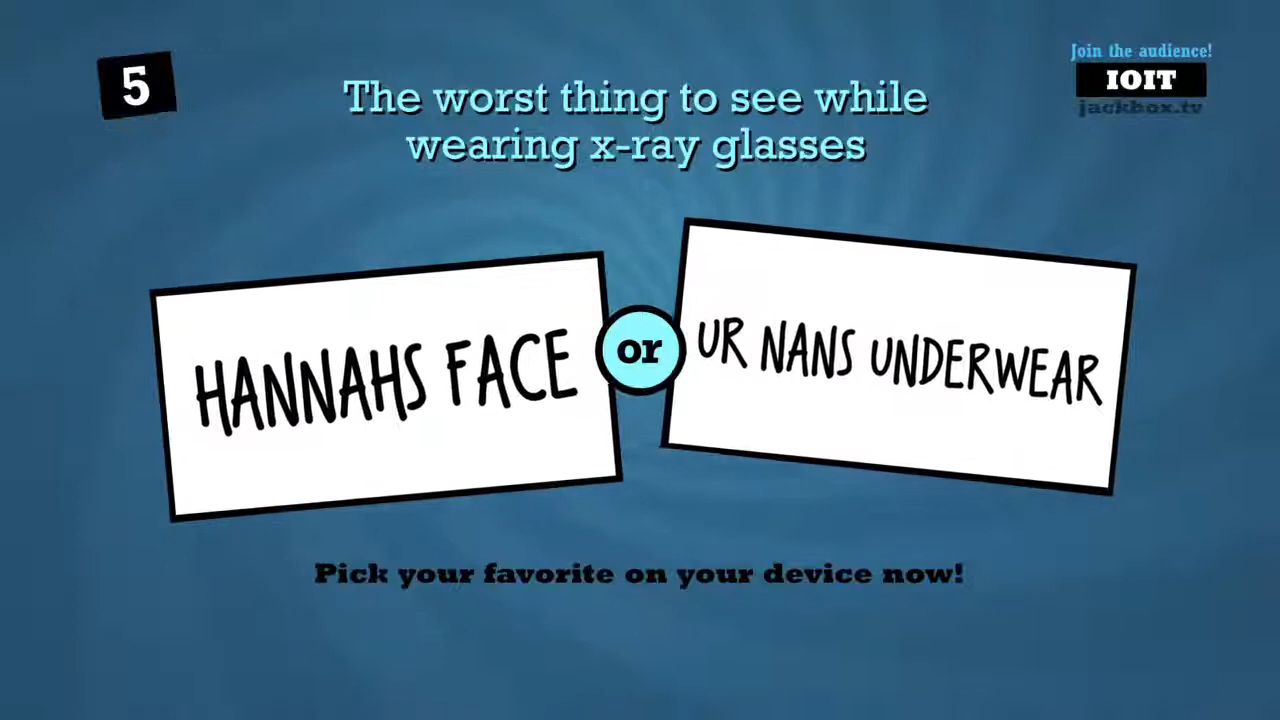 5
The worst thing to see while
wearing x-ray glasses
Join the audience!
IOIT
jackbox.tv
HANNAHS FACE
or
UR NANS UNDERWEAR
Pick your favorite on your device now!